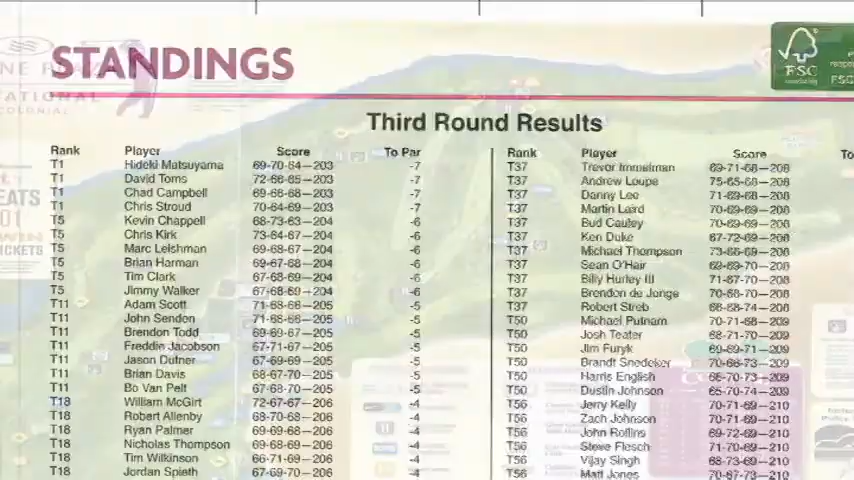 STANDINGS
FSC
Third Round Results
Rank Player Score To Par
T1 Hideki Matsuyama 69-70-64—203 -7
T1 David Toms 72-66-65—203 -7
T1 Chad Campbell 69-66-68—203 -7
T1 Chris Stroud 70-64-69—203 -7
T5 Kevin Chappell 68-73-63—204 -6
T5 Chris Kirk 73-64-67—204 -6
T5 Marc Leishman 69-68-67—204 -6
T5 Brian Harman 69-67-68—204 -6
T5 Tim Clark 67-68-69—204 -6
T5 Jimmy Walker 67-68-69—204 -6
T11 Adam Scott 71-68-66—205 -5
T11 John Senden 71-68-66—205 -5
T11 Brendon Todd 69-69-67—205 -5
T11 Freddie Jacobson 67-71-67—205 -5
T11 Jason Dufner 67-69-69—205 -5
T11 Brian Davis 68-67-70—205 -5
T11 Bo Van Pelt 67-68-70—205 -5
T18 William McGirt 72-67-67—206 -4
T18 Robert Allenby 68-70-68—206 -4
T18 Ryan Palmer 69-69-68—206 -4
T18 Nicholas Thompson 69-68-69—206 -4
T18 Tim Wilkinson 66-71-69—206 -4
T18 Jordan Spieth 67-69-70—206 -4
Rank Player Score To
T37 Trevor Immelman 69-71-68—208
T37 Andrew Loupe 75-65-68—208
T37 Danny Lee 71-69-68—208
T37 Martin Laird 70-69-69—208
T37 Bud Cauley 70-69-69—208
T37 Ken Duke 67-72-69—208
T37 Michael Thompson 73-66-69—208
T37 Sean O'Hair 69-69-70—208
T37 Billy Hurley III 71-67-70—208
T37 Brendon de Jonge 70-68-70—208
T37 Robert Streb 66-68-74—208
T50 Michael Putnam 70-71-68—209
T50 Josh Teater 68-71-70—209
T50 Jim Furyk 69-69-71—209
T50 Brandt Snedeker 70-66-73—209
T50 Harris English 66-70-73—209
T50 Dustin Johnson 65-70-74—209
T56 Jerry Kelly 70-71-69—210
T56 Zach Johnson 70-71-69—210
T56 John Rollins 69-72-69—210
T56 Steve Flesch 71-70-69—210
T56 Vijay Singh 68-73-69—210
T56 Matt Jones 70-67-73—210